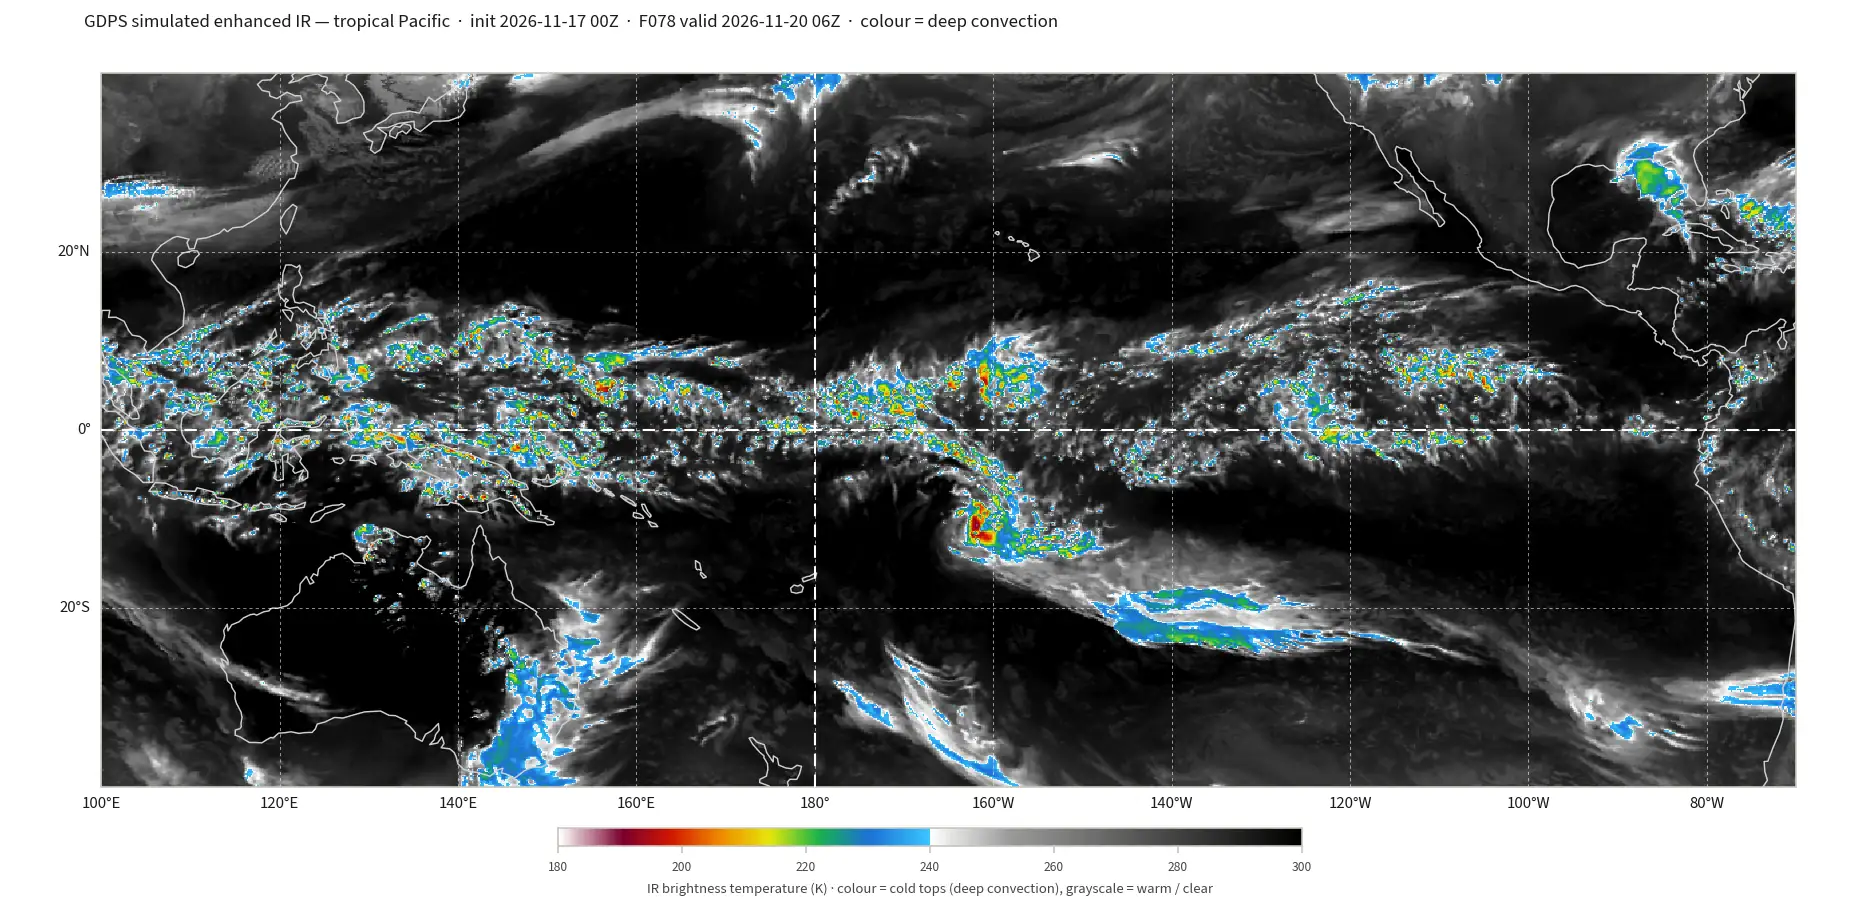 GDPS simulated enhanced IR — tropical Pacific · init 2026-11-17 00Z · F078 valid 2026-11-20 06Z · colour = deep convection
20°N
0°
20°S
100°E 120°E 140°E 160°E 180° 160°W 140°W 120°W 100°W 80°W
180 200 220 240 260 280 300
IR brightness temperature (K) · colour = cold tops (deep convection), grayscale = warm / clear